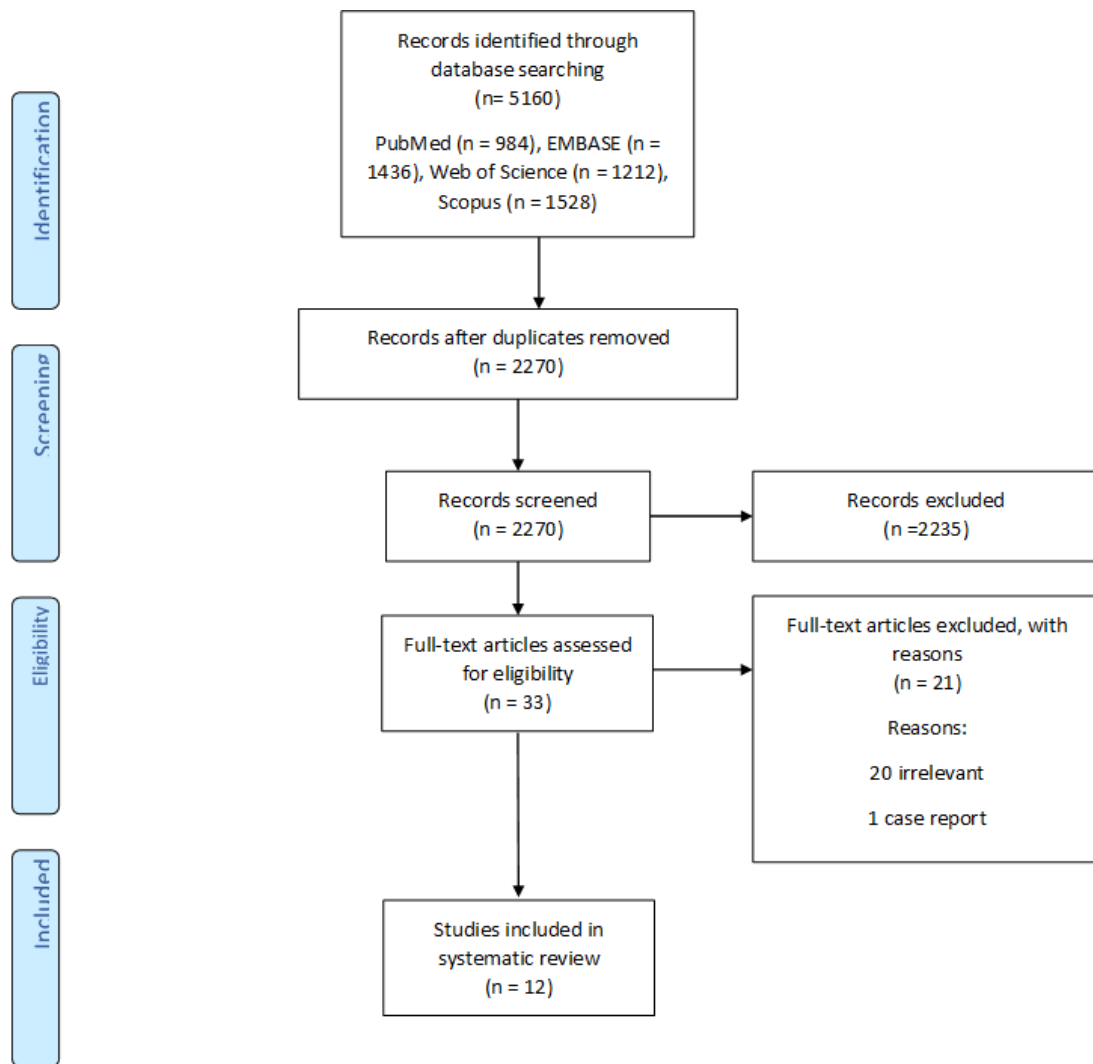 Records identified through
database searching
(n= 5160)
PubMed (n = 984), EMBASE (n =
1436), Web of Science (n = 1212),
Scopus (n = 1528)
Identification
Records after duplicates removed
(n = 2270)
Screening
Records screened
(n = 2270)
Records excluded
(n =2235)
Eligibility
Full-text articles assessed
for eligibility
(n = 33)
Full-text articles excluded, with
reasons
(n = 21)
Reasons:
20 irrelevant
1 case report
Included
Studies included in
systematic review
(n = 12)